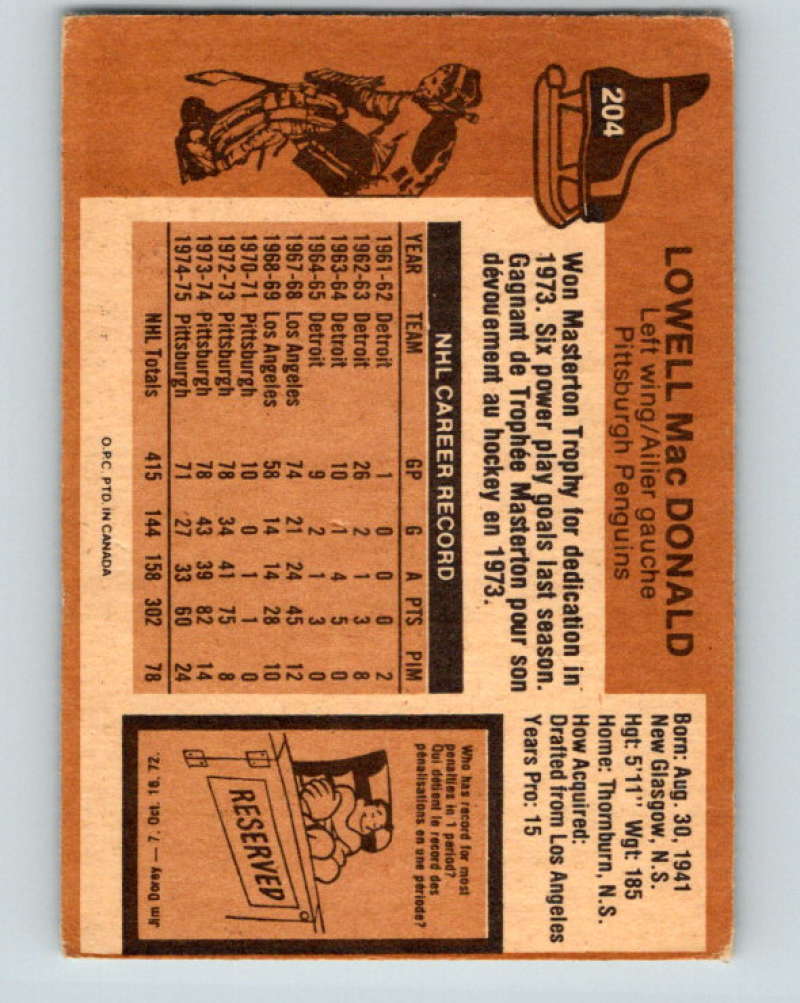 204
LOWELL Mac DONALD
Left wing/Ailier gauche
Pittsburgh Penguins
Won Masterton Trophy for dedication in
1973. Six power play goals last season.
Gagnant de Trophée Masterton pour son
dévouement au hockey en 1973.
Born: Aug. 30, 1941
New Glasgow, N.S.
Hgt: 5'11" Wgt: 185
Home: Thornburn, N.S.
How Acquired:
Drafted from Los Angeles
Years Pro: 15
NHL CAREER RECORD
YEAR TEAM GP G A PTS PIM
1961-62 Detroit 1 0 0 0 2
1962-63 Detroit 26 2 1 3 8
1963-64 Detroit 10 1 4 5 0
1964-65 Detroit 9 2 1 3 0
1967-68 Los Angeles 74 21 24 45 12
1968-69 Los Angeles 58 14 14 28 10
1970-71 Pittsburgh 10 0 1 1 0
1972-73 Pittsburgh 78 34 41 75 8
1973-74 Pittsburgh 78 43 39 82 14
1974-75 Pittsburgh 71 27 33 60 24
NHL Totals 415 144 158 302 78
Who has record for most
penalties in 1 period?
Qui détient le record des
pénalisations en une période?
RESERVED
Jim Dorey 7, — Oct. 16, 72.
O.P.C. PTD. IN CANADA